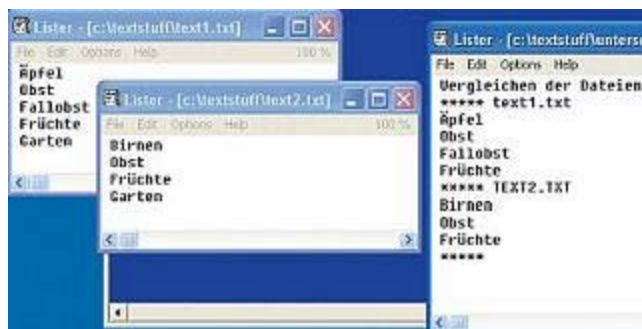 Lister - [c:\textstuff\text1.txt]
File Edit Options Help 100 %
Äpfel
Obst
Fallobst
Früchte
Garten
Lister - [c:\textstuff\text2.txt]
File Edit Options Help 100 %
Birnen
Obst
Früchte
Garten
Lister - [c:\textstuff\untersc
File Edit Options Help
Vergleichen der Dateien
***** text1.txt
Äpfel
Obst
Fallobst
Früchte
***** TEXT2.TXT
Birnen
Obst
Früchte
*****